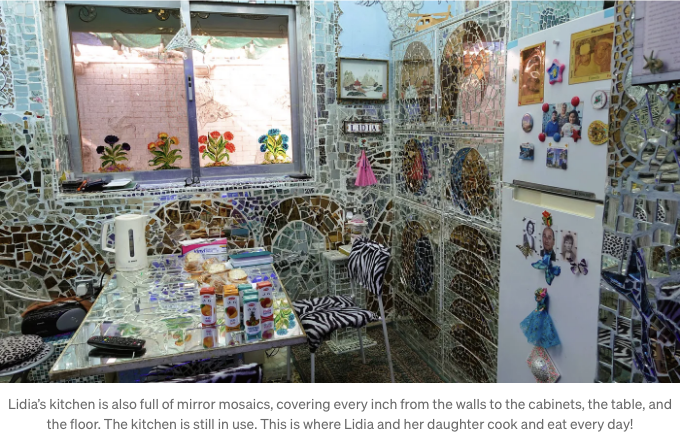 LIDIA
Lidia's kitchen is also full of mirror mosaics, covering every inch from the walls to the cabinets, the table, and
the floor. The kitchen is still in use. This is where Lidia and her daughter cook and eat every day!